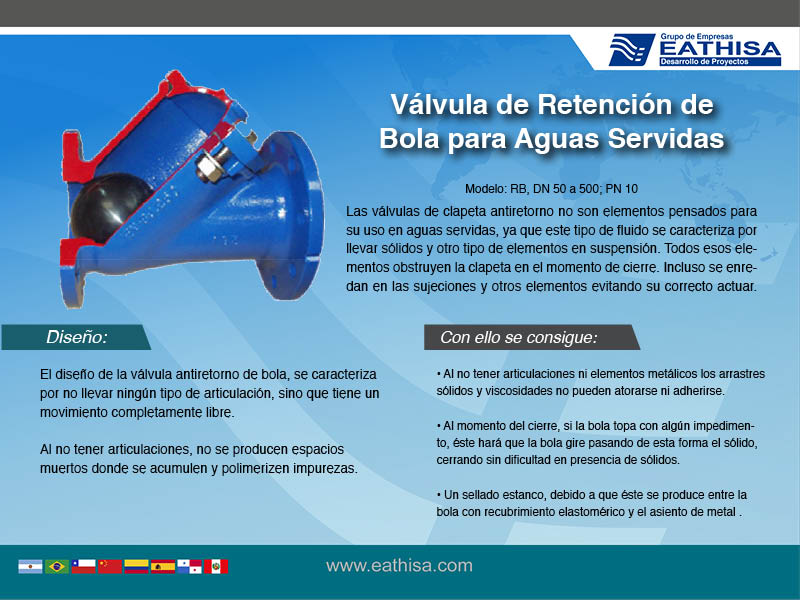 Grupo de Empresas
EATHISA
Desarrollo de Proyectos
Válvula de Retención de
Bola para Aguas Servidas
Modelo: RB, DN 50 a 500; PN 10
Las válvulas de clapeta antiretorno no son elementos pensados para
su uso en aguas servidas, ya que este tipo de fluido se caracteriza por
llevar sólidos y otro tipo de elementos en suspensión. Todos esos ele-
mentos obstruyen la clapeta en el momento de cierre. Incluso se enre-
dan en las sujeciones y otros elementos evitando su correcto actuar.
Diseño:
El diseño de la válvula antiretorno de bola, se caracteriza
por no llevar ningún tipo de articulación, sino que tiene un
movimiento completamente libre.
Al no tener articulaciones, no se producen espacios
muertos donde se acumulen y polimerizen impurezas.
Con ello se consigue:
• Al no tener articulaciones ni elementos metálicos los arrastres
sólidos y viscosidades no pueden atorarse ni adherirse.
• Al momento del cierre, si la bola topa con algún impedimen-
to, éste hará que la bola gire pasando de esta forma el sólido,
cerrando sin dificultad en presencia de sólidos.
• Un sellado estanco, debido a que éste se produce entre la
bola con recubrimiento elastomérico y el asiento de metal .
www.eathisa.com